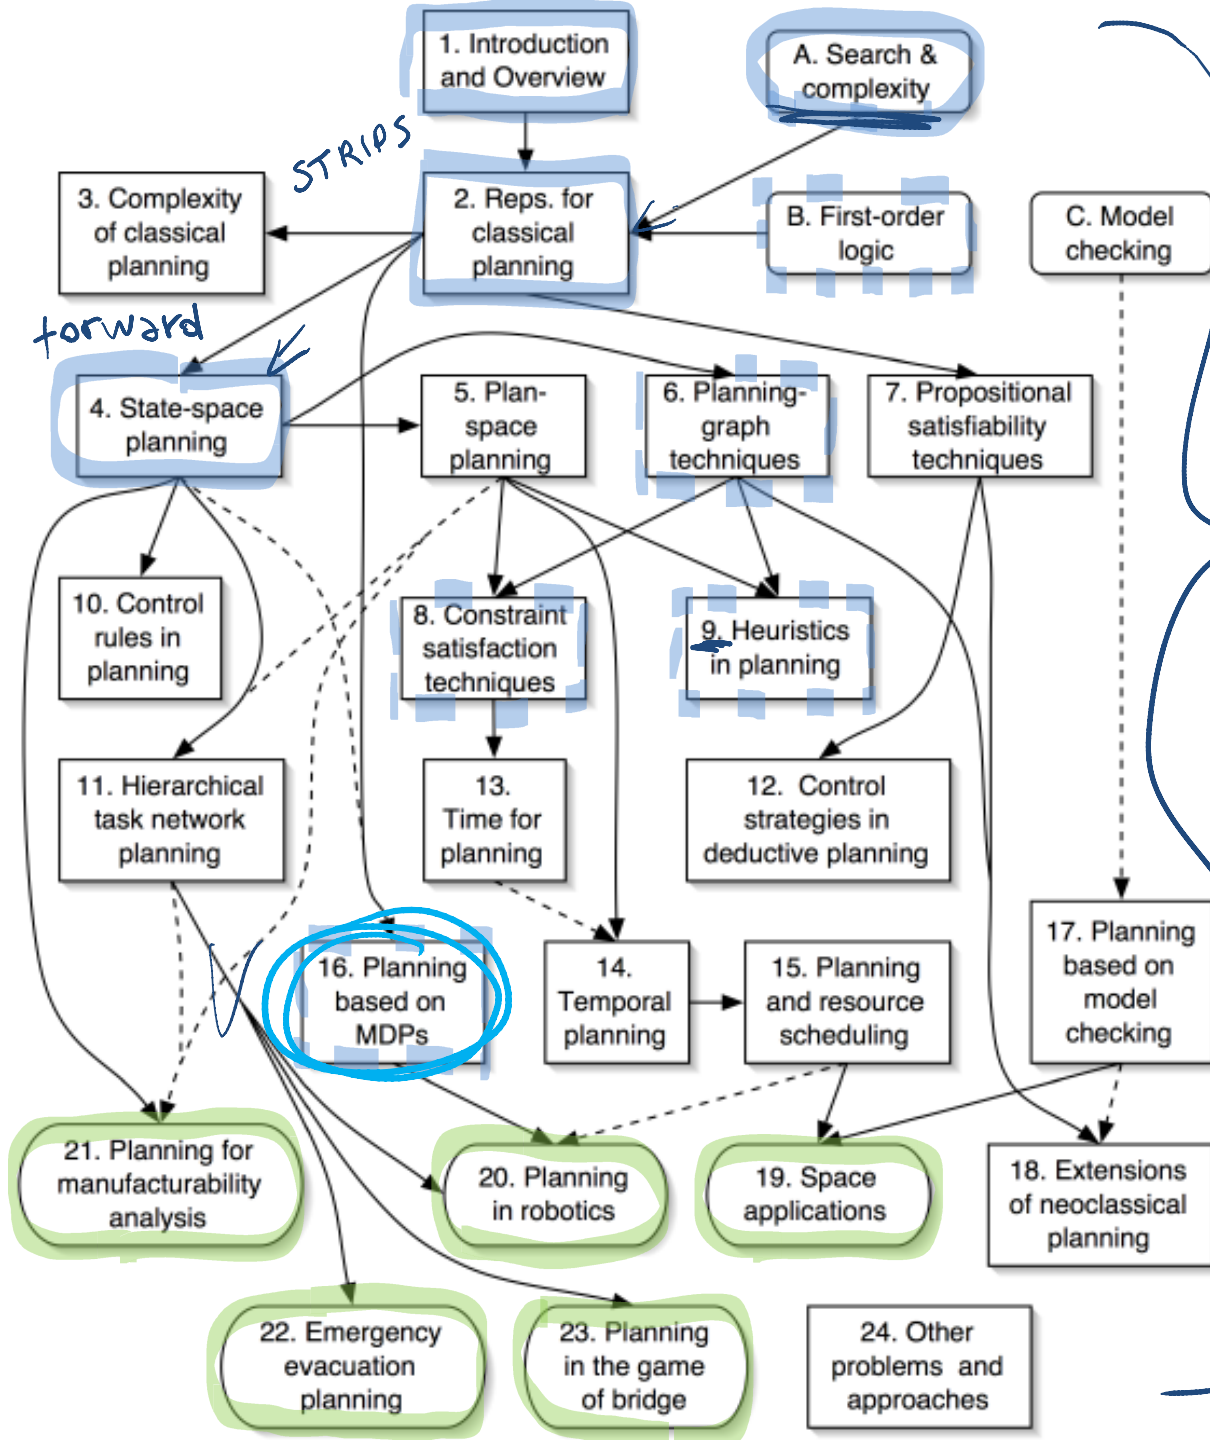 1. Introduction
and Overview
A. Search &
complexity
STRIPS
3. Complexity
of classical
planning
2. Reps. for
classical
planning
B. First-order
logic
C. Model
checking
forward
4. State-space
planning
5. Plan-
space
planning
6. Planning-
graph
techniques
7. Propositional
satisfiability
techniques
10. Control
rules in
planning
8. Constraint
satisfaction
techniques
9. Heuristics
in planning
11. Hierarchical
task network
planning
13.
Time for
planning
12. Control
strategies in
deductive planning
16. Planning
based on
MDPs
14.
Temporal
planning
15. Planning
and resource
scheduling
17. Planning
based on
model
checking
21. Planning for
manufacturability
analysis
20. Planning
in robotics
19. Space
applications
18. Extensions
of neoclassical
planning
22. Emergency
evacuation
planning
23. Planning
in the game
of bridge
24. Other
problems and
approaches